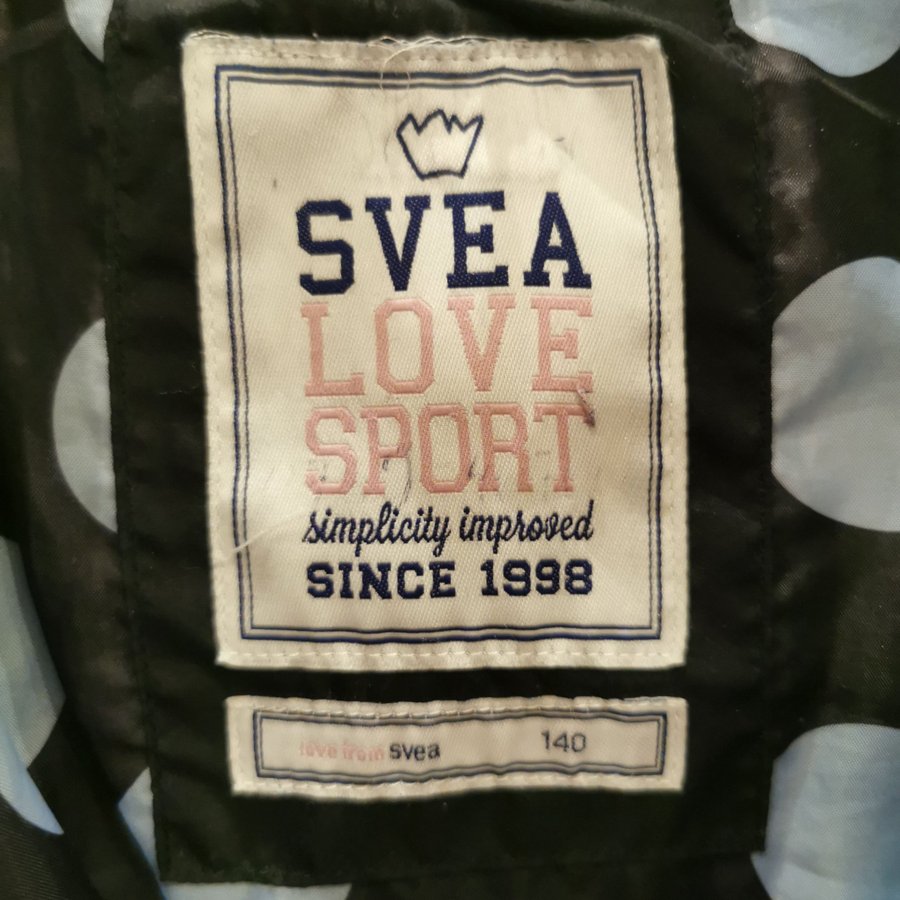 SVEA
LOVE
SPORT
simplicity improved
SINCE 1998
love from svea 140